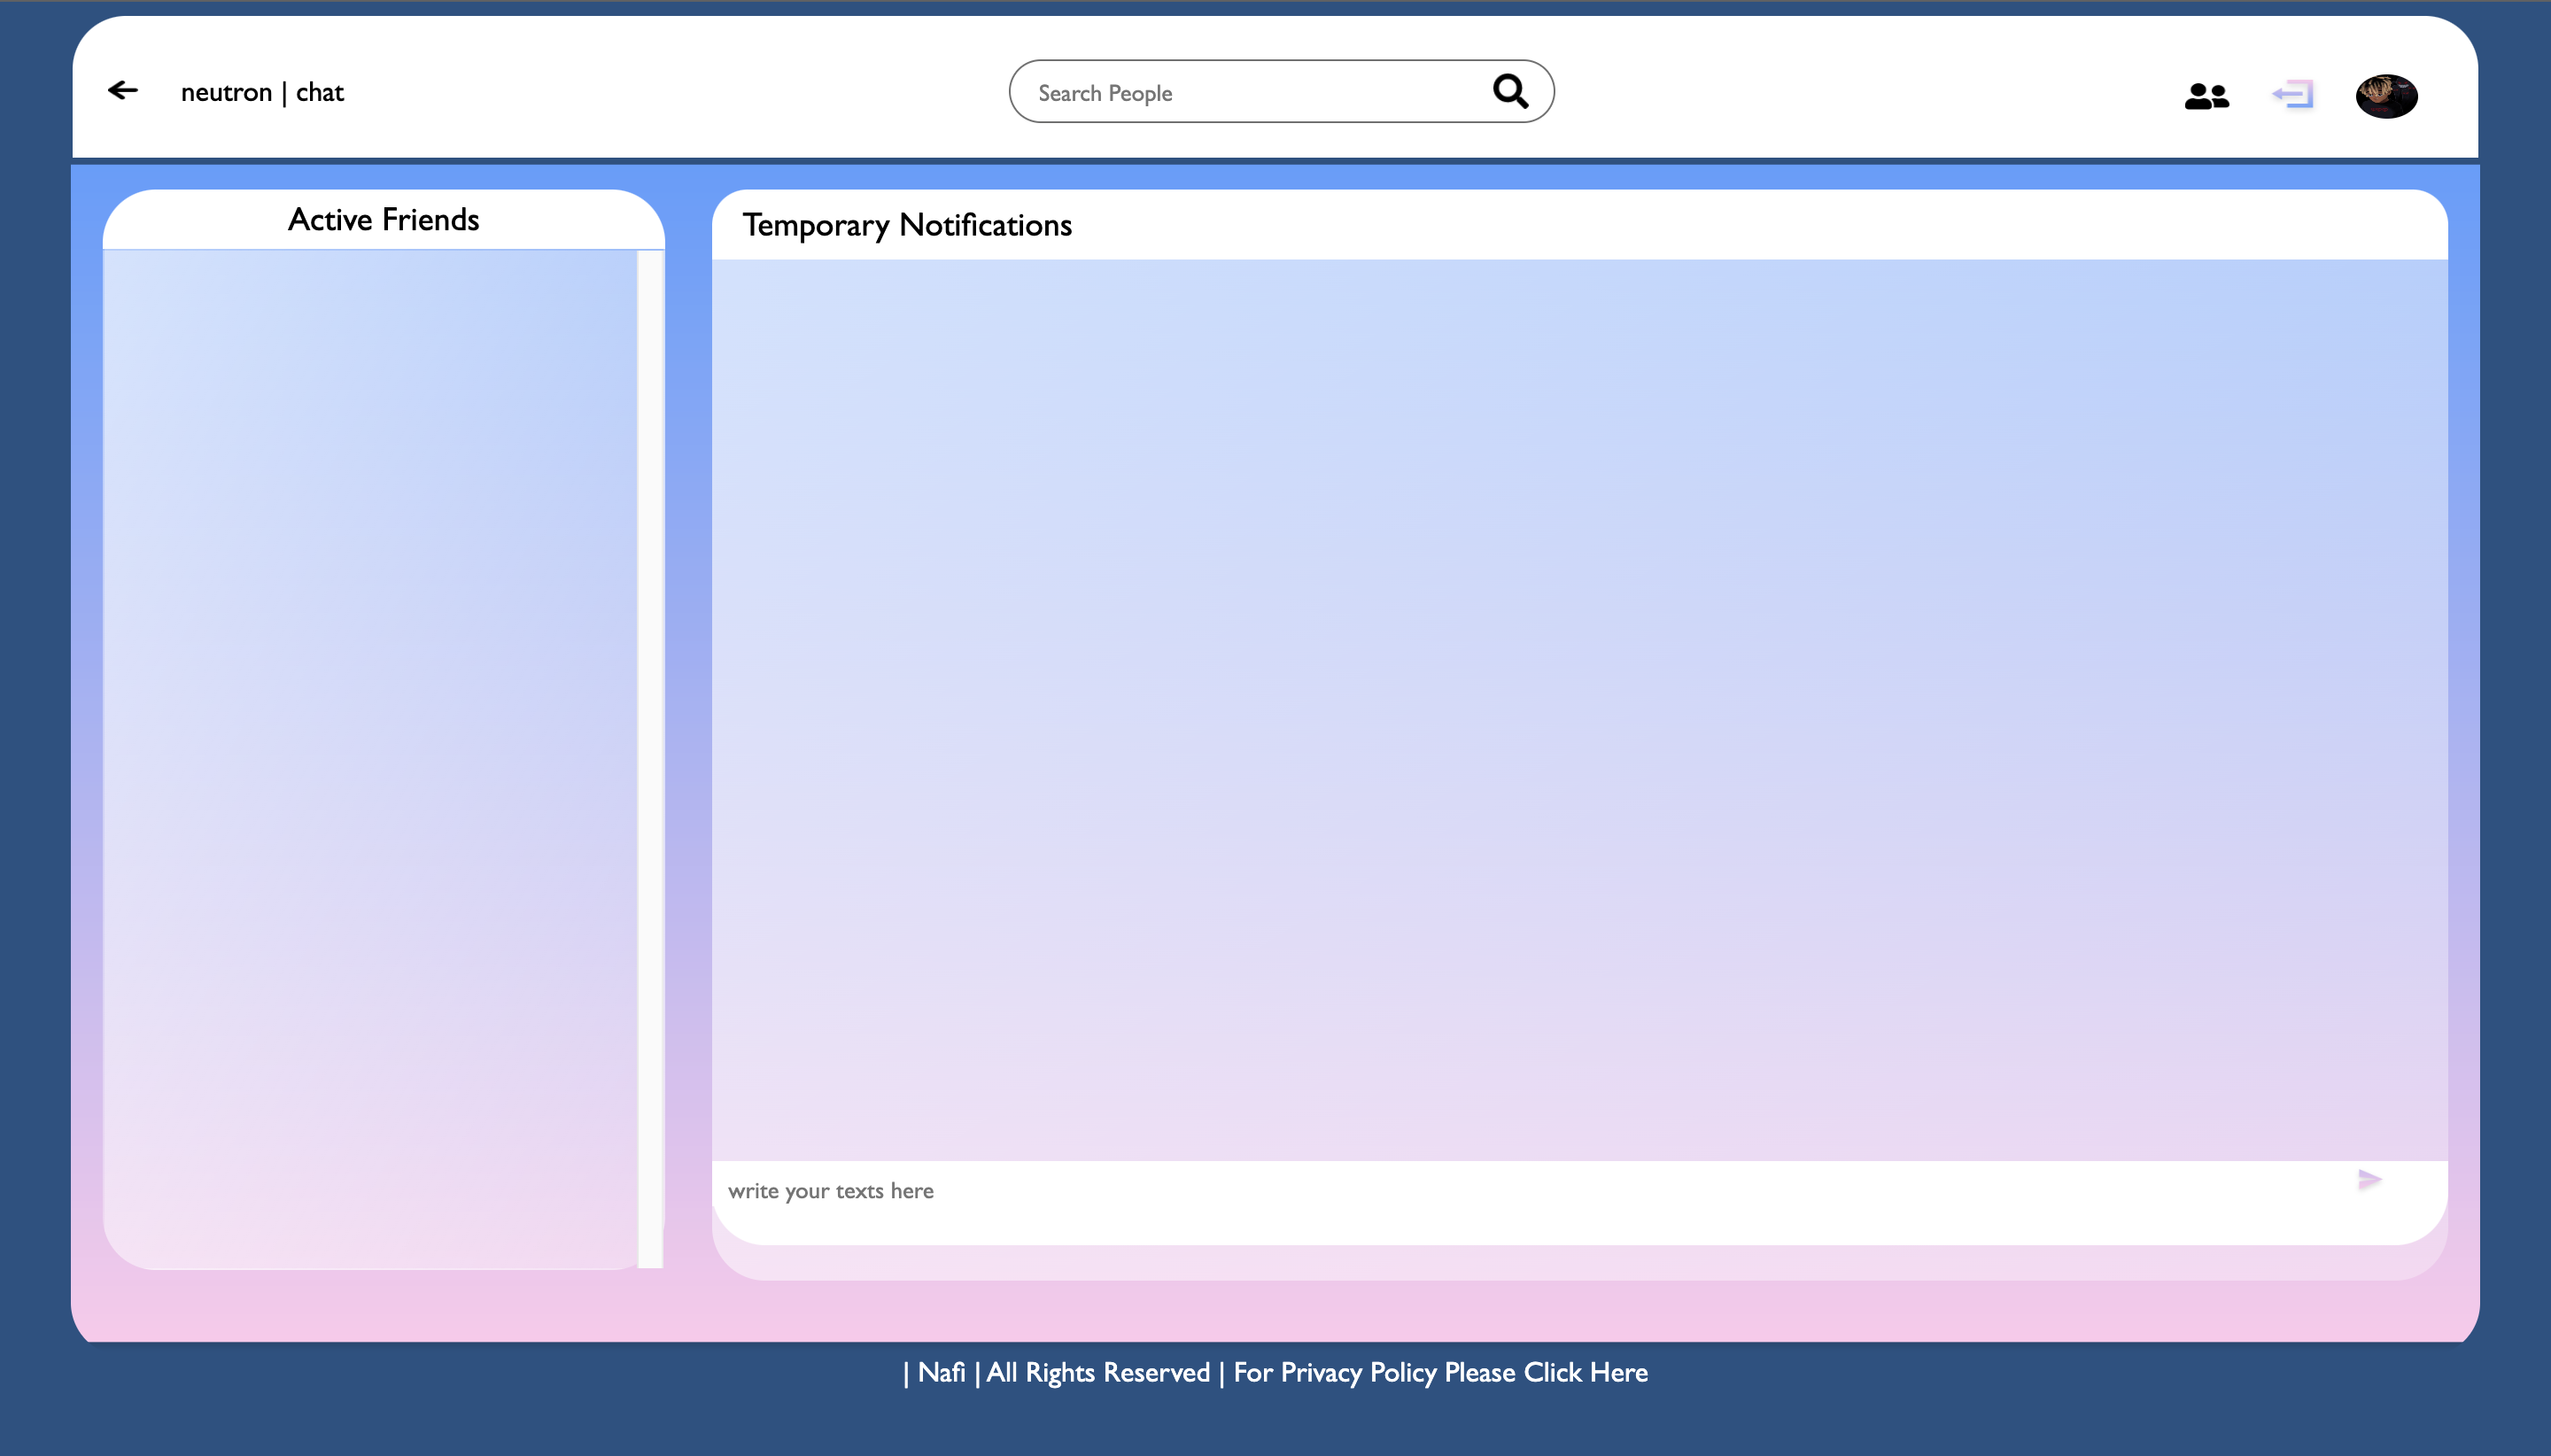 neutron | chat
Search People
Active Friends
Temporary Notifications
write your texts here
| Nafi | All Rights Reserved | For Privacy Policy Please Click Here